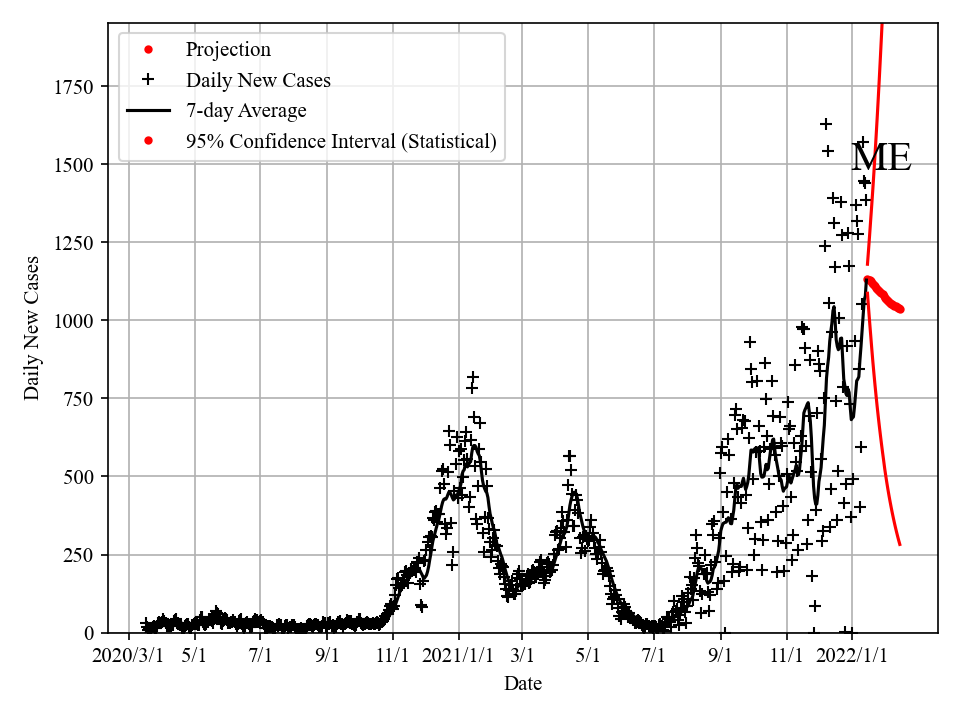 Projection
Daily New Cases
7-day Average
95% Confidence Interval (Statistical)
ME
Daily New Cases
1750
1500
1250
1000
750
500
250
0
2020/3/1 5/1 7/1 9/1 11/1 2021/1/1 3/1 5/1 7/1 9/1 11/1 2022/1/1
Date